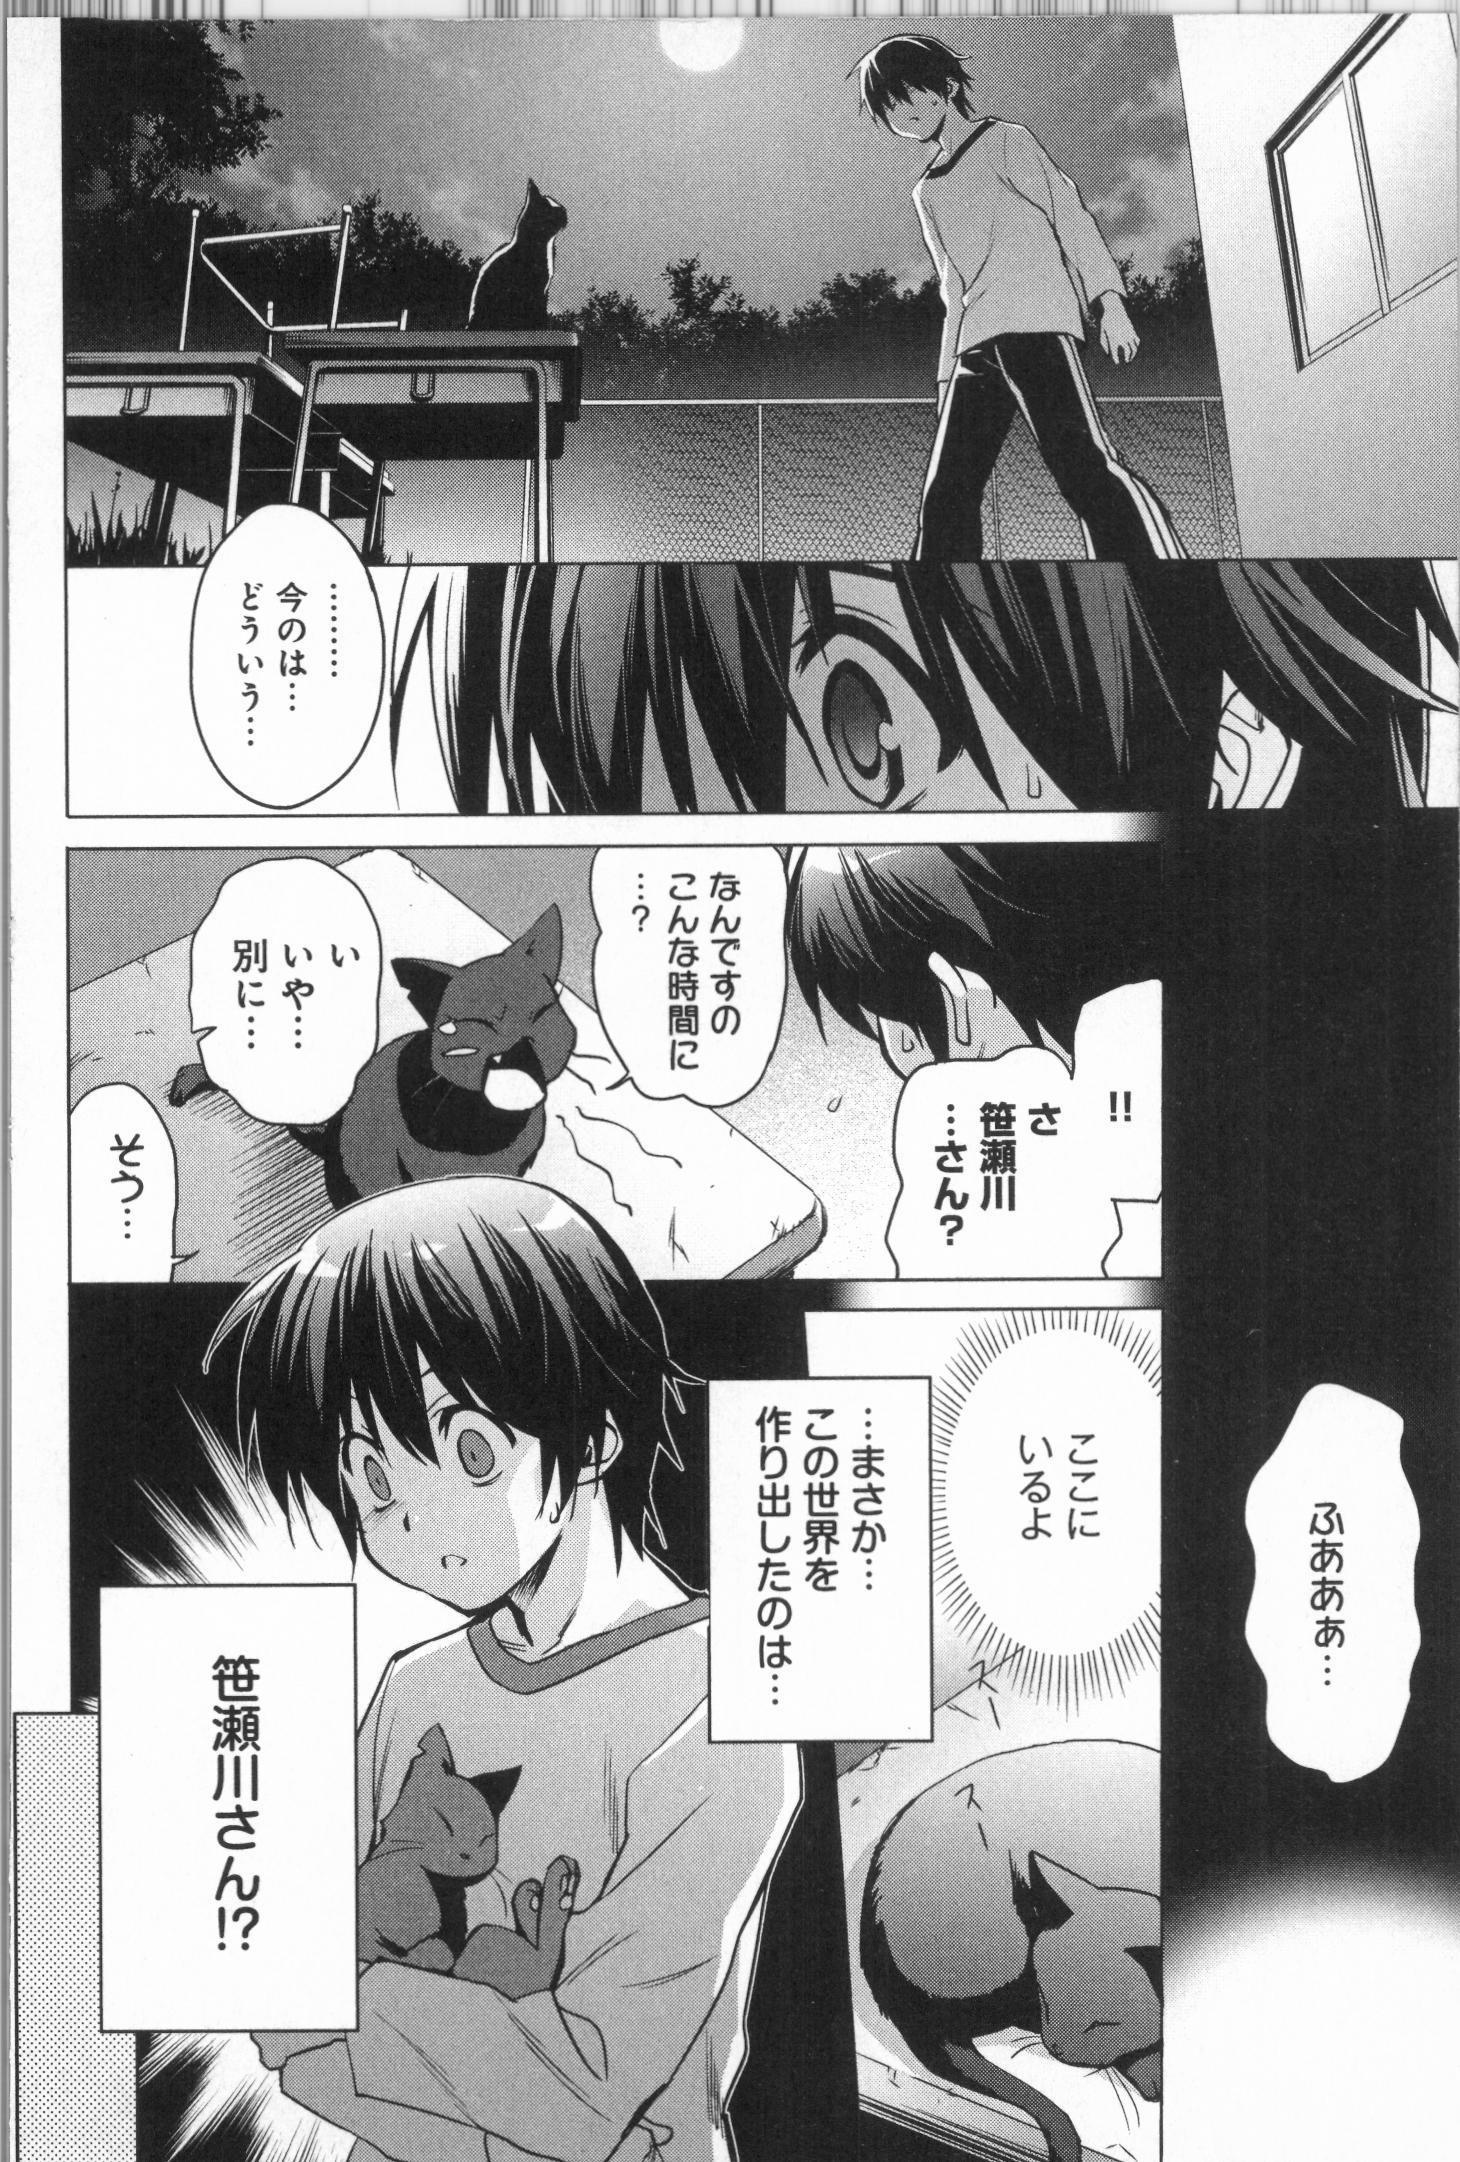 ………
今のは…
どういう…
ふあぁぁ…
!!
さ
笹瀬川
…さん？
なんですの
こんな時間に
…？
い
いや…
別に…
そう…
ここに
いるよ
ス
ス
…まさか…
この世界を
作り出したのは…
笹瀬川さん!?